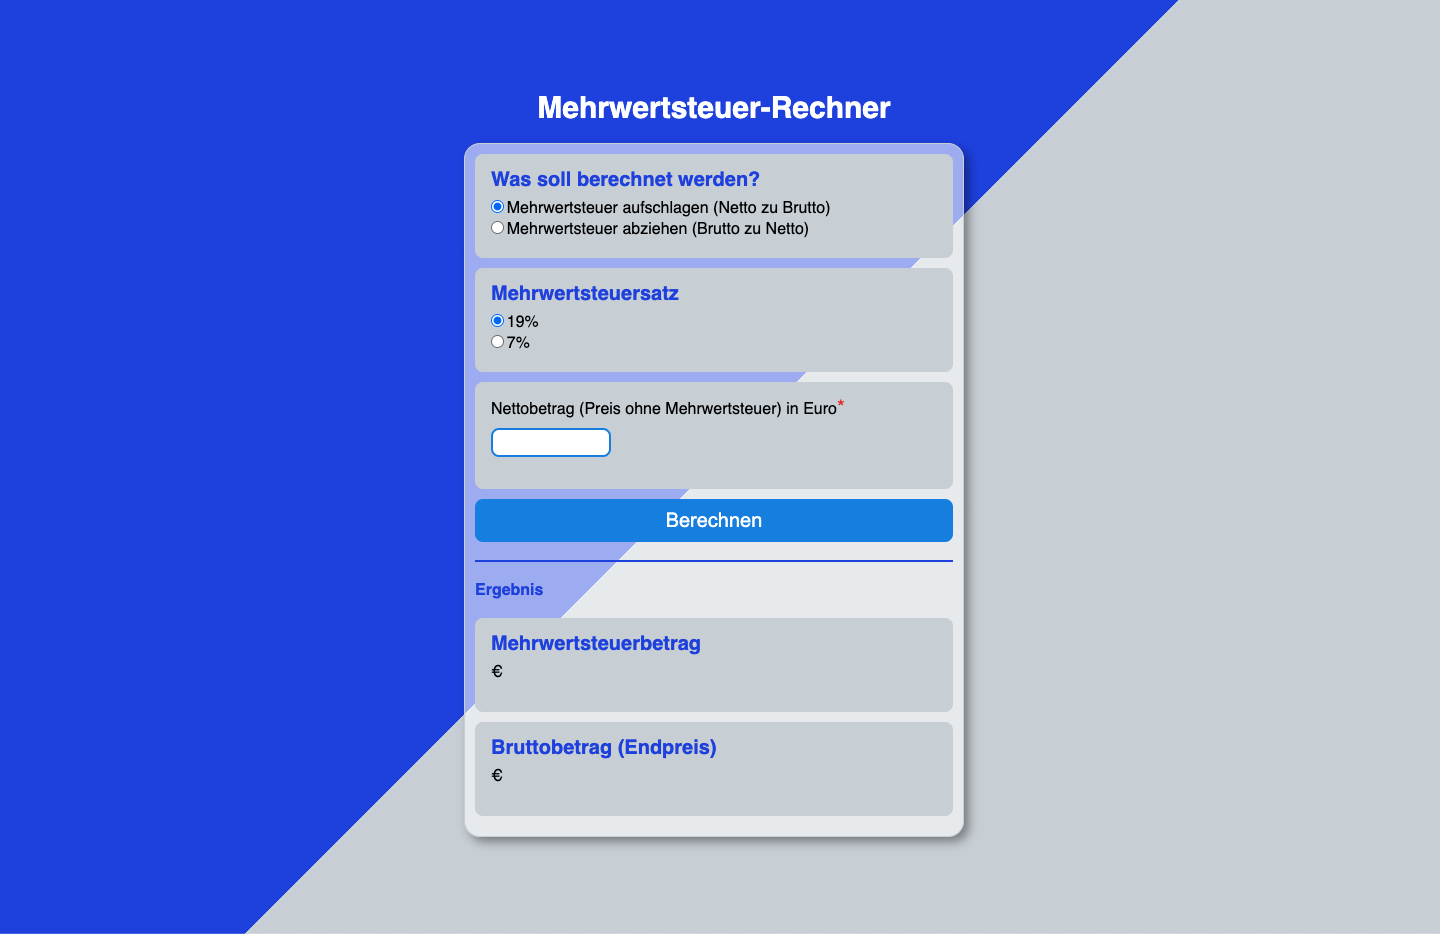 Mehrwertsteuer-Rechner
Was soll berechnet werden?
Mehrwertsteuer aufschlagen (Netto zu Brutto)
Mehrwertsteuer abziehen (Brutto zu Netto)
Mehrwertsteuersatz
19%
7%
Nettobetrag (Preis ohne Mehrwertsteuer) in Euro*
Berechnen
Ergebnis
Mehrwertsteuerbetrag
€
Bruttobetrag (Endpreis)
€